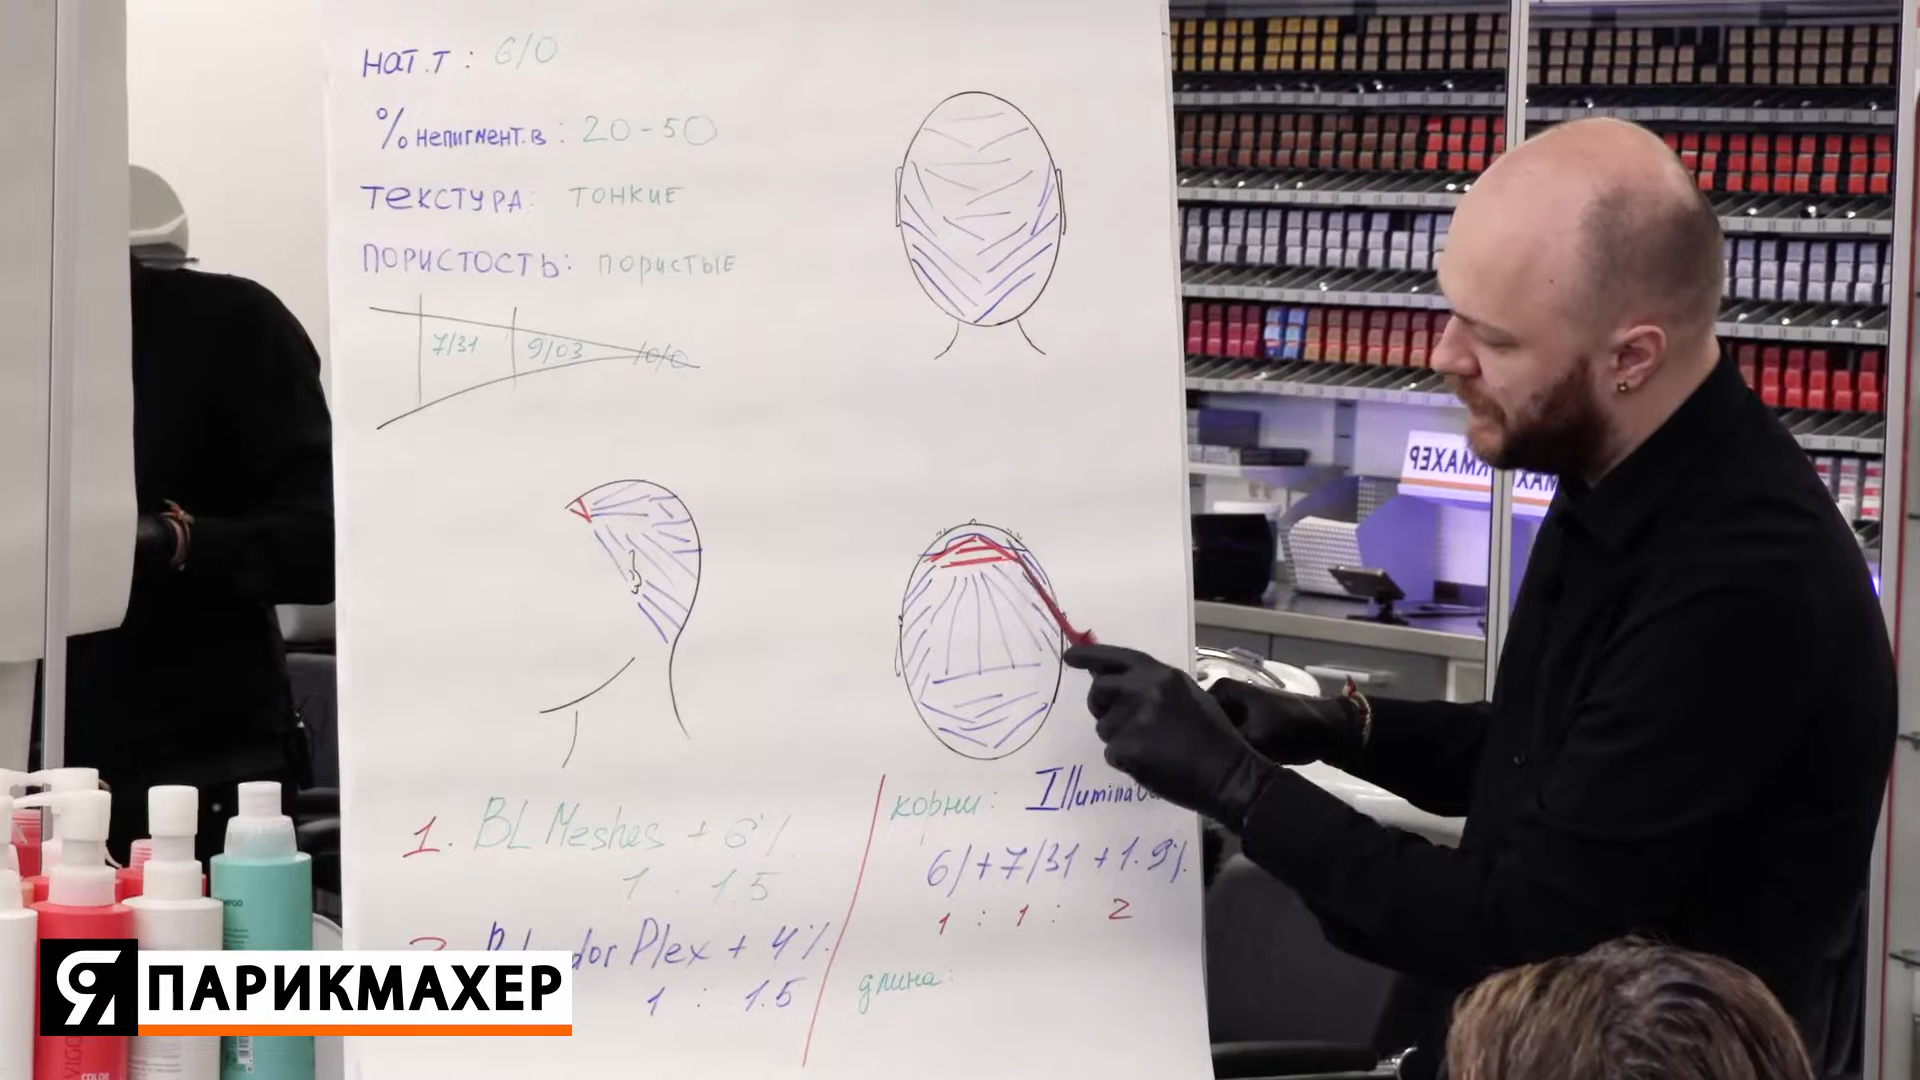 нат.т: 6/0
% непигмент.в: 20-50
текстура: тонкие
пористость: пористые
7/31 9/03 10/0
1. BL Meshes + 6%
1 : 1.5
Plex + 4%
1 : 1.5
корни:
6/+7/31+1.9%
1 : 1 : 2
длина:
Я ПАРИКМАХЕР